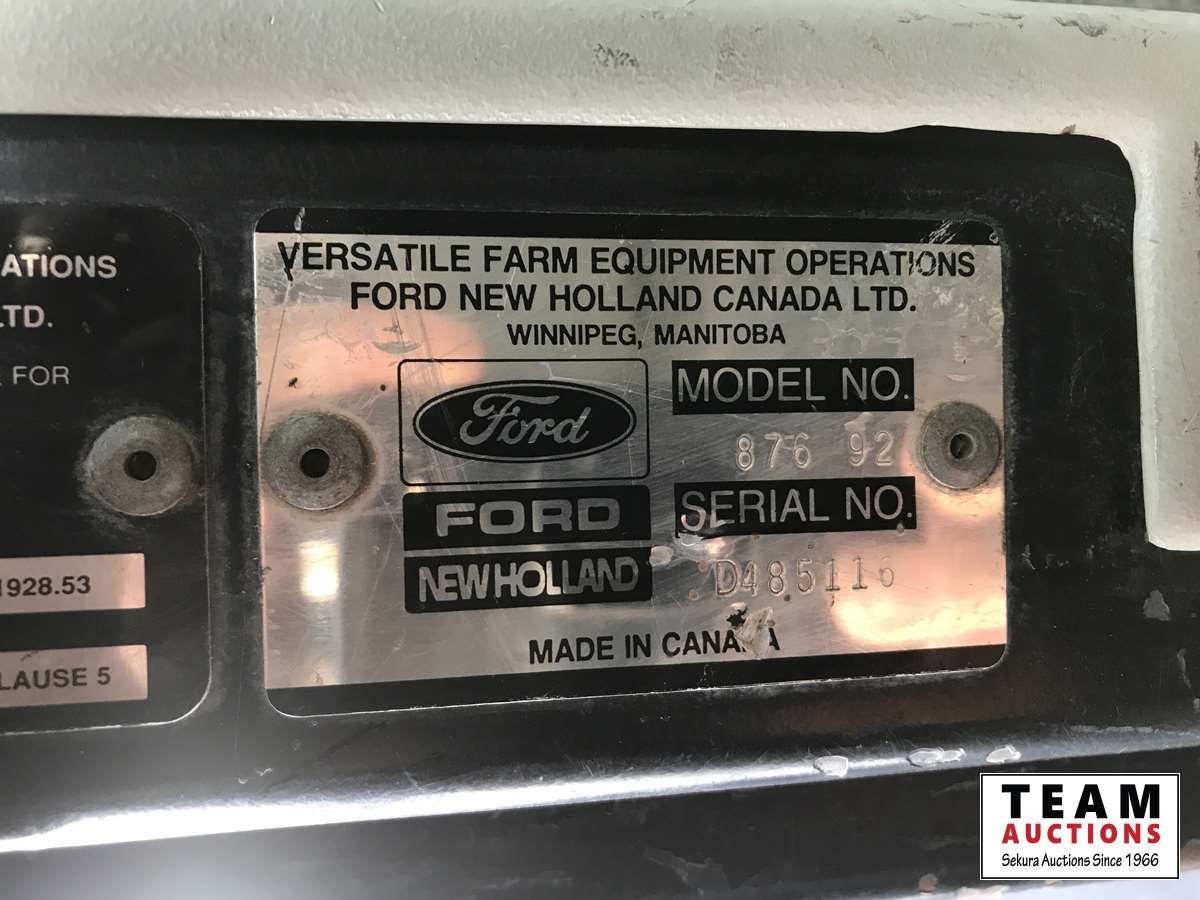 ATIONS
LTD.
FOR
1928.53
LAUSE 5
VERSATILE FARM EQUIPMENT OPERATIONS
FORD NEW HOLLAND CANADA LTD.
WINNIPEG, MANITOBA
Ford
FORD
NEW HOLLAND
MODEL NO.
876 92
SERIAL NO.
D485116
MADE IN CANADA
TEAM
AUCTIONS
Sekura Auctions Since 1966